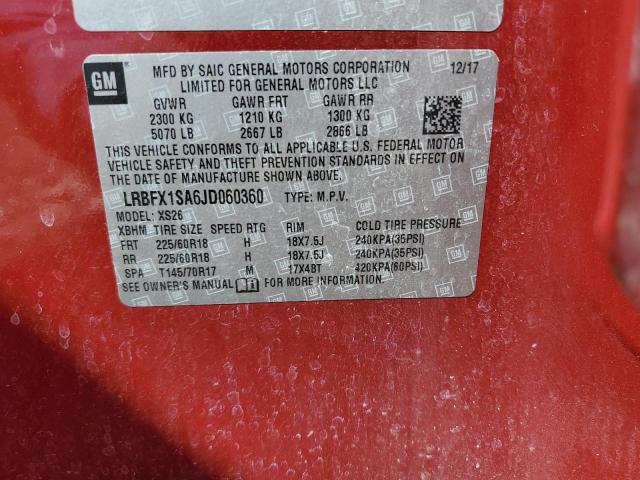 GM
MFD BY SAIC GENERAL MOTORS CORPORATION 12/17
LIMITED FOR GENERAL MOTORS LLC
GVWR GAWR FRT GAWR RR
2300 KG 1210 KG 1300 KG
5070 LB 2667 LB 2866 LB
THIS VEHICLE CONFORMS TO ALL APPLICABLE U.S. FEDERAL MOTOR
VEHICLE SAFETY AND THEFT PREVENTION STANDARDS IN EFFECT ON
THE DATE OF MANUFACTURE SHOWN ABOVE.
LRBFX1SA6JD060360 TYPE: M.P.V.
MODEL: XS26
XBHM TIRE SIZE SPEED RTG RIM COLD TIRE PRESSURE
FRT 225/60R18 H 18X7.5J 240KPA(35PSI)
RR 225/60R18 H 18X7.5J 240KPA(35PSI)
SPA T145/70R17 M 17X4BT 420KPA(60PSI)
SEE OWNER'S MANUAL FOR MORE INFORMATION.